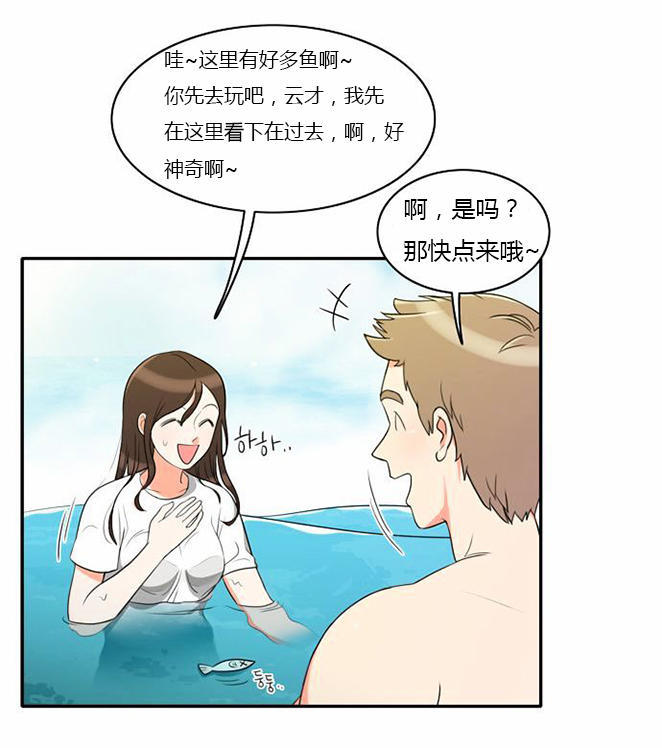 哇~这里有好多鱼啊~
你先去玩吧，云才，我先
在这里看下在过去，啊，好
神奇啊~
啊，是吗？
那快点来哦~
하하..
둥둥..